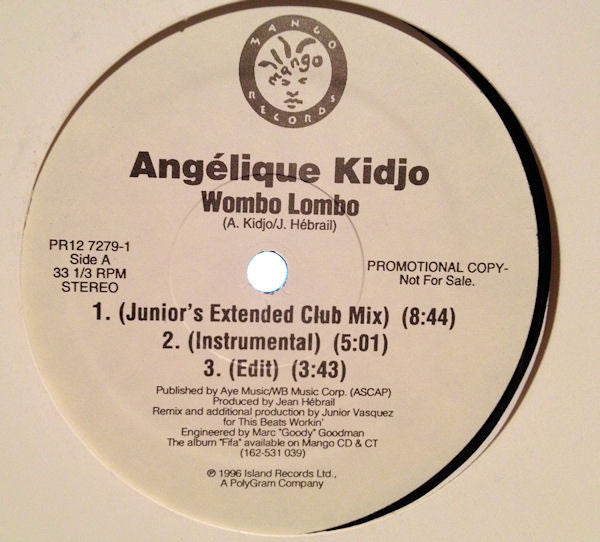 MANGO
mango
RECORDS
Angélique Kidjo
Wombo Lombo
(A. Kidjo/J. Hébrail)
PR12 7279-1
Side A
33 1/3 RPM
STEREO
PROMOTIONAL COPY-
Not For Sale.
1. (Junior's Extended Club Mix) (8:44)
2. (Instrumental) (5:01)
3. (Edit) (3:43)
Published by Aye Music/WB Music Corp. (ASCAP)
Produced by Jean Hébrail
Remix and additional production by Junior Vasquez
for This Beats Workin'
Engineered by Marc "Goody" Goodman
The album "Fifa" available on Mango CD & CT
(162-531 039)
℗ 1996 Island Records Ltd.,
A PolyGram Company